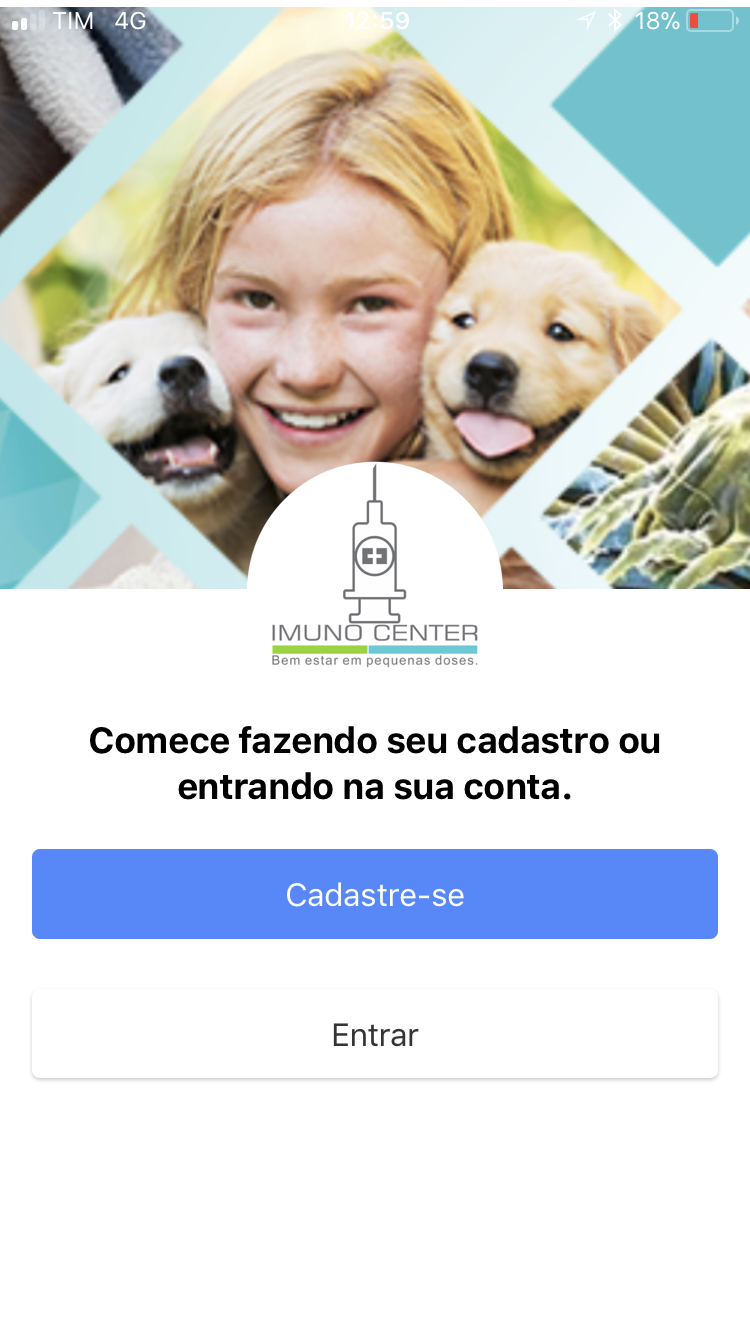 TIM 4G 12:59 18%
IMUNO CENTER
Bem estar em pequenas doses.
Comece fazendo seu cadastro ou
entrando na sua conta.
Cadastre-se
Entrar